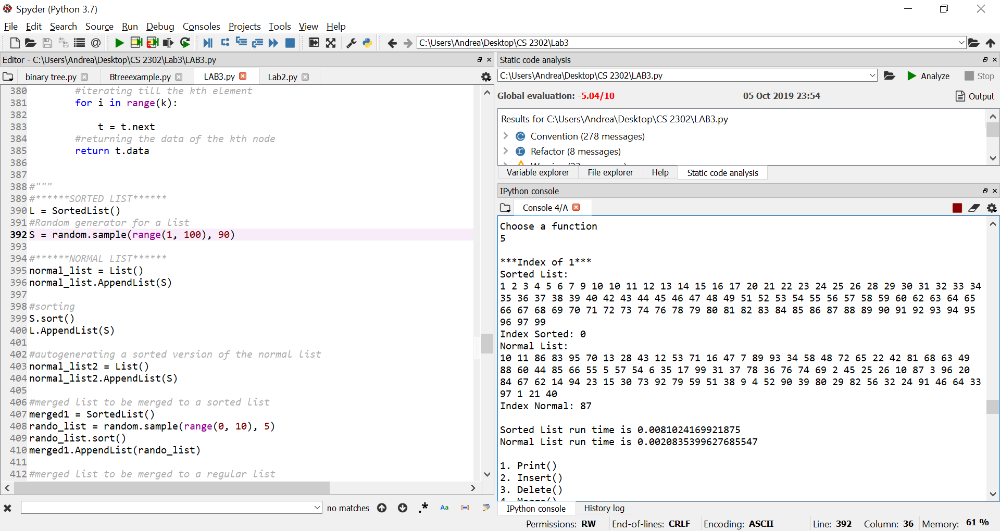 Spyder (Python 3.7)
File Edit Search Source Run Debug Consoles Projects Tools View Help
C:\Users\Andrea\Desktop\CS 2302\Lab3
Editor - C:\Users\Andrea\Desktop\CS 2302\Lab3\LAB3.py
binary tree.py Btreeexample.py LAB3.py Lab2.py
380 #iterating till the kth element
381 for i in range(k):
382
383 t = t.next
384 #returning the data of the kth node
385 return t.data
386
387
388 #"""
389 #******SORTED LIST******
390 L = SortedList()
391 #Random generator for a list
392 S = random.sample(range(1, 100), 90)
393
394 #******NORMAL LIST******
395 normal_list = List()
396 normal_list.AppendList(S)
397
398 #sorting
399 S.sort()
400 L.AppendList(S)
401
402 #autogenerating a sorted version of the normal list
403 normal_list2 = List()
404 normal_list2.AppendList(S)
405
406 #merged list to be merged to a sorted list
407 merged1 = SortedList()
408 rando_list = random.sample(range(0, 10), 5)
409 rando_list.sort()
410 merged1.AppendList(rando_list)
411
412 #merged list to be merged to a regular list
no matches
.* Aa
Static code analysis
C:\Users\Andrea\Desktop\CS 2302\LAB3.py
Analyze Stop
Global evaluation: -5.04/10 05 Oct 2019 23:54 Output
Results for C:\Users\Andrea\Desktop\CS 2302\LAB3.py
Convention (278 messages)
Refactor (8 messages)
Variable explorer File explorer Help Static code analysis
IPython console
Console 4/A
Choose a function
5
***Index of 1***
Sorted List:
1 2 3 4 5 6 7 9 10 10 11 12 13 14 15 16 17 20 21 22 23 24 25 26 28 29 30 31 32 33 34
35 36 37 38 39 40 42 43 44 45 46 47 48 49 51 52 53 54 55 56 57 58 59 60 62 63 64 65
66 67 68 69 70 71 72 73 74 76 78 79 80 81 82 83 84 85 86 87 88 89 90 91 92 93 94 95
96 97 99
Index Sorted: 0
Normal List:
10 11 86 83 95 70 13 28 43 12 53 71 16 47 7 89 93 34 58 48 72 65 22 42 81 68 63 49
88 60 44 85 66 55 5 57 54 6 35 17 99 31 37 78 36 76 74 69 2 45 25 26 10 87 3 96 20
84 67 62 14 94 23 15 30 73 92 79 59 51 38 9 4 52 90 39 80 29 82 56 32 24 91 46 64 33
97 1 21 40
Index Normal: 87
Sorted List run time is 0.0081024169921875
Normal List run time is 0.0020835399627685547
1. Print()
2. Insert()
3. Delete()
IPython console History log
Permissions: RW End-of-lines: CRLF Encoding: ASCII Line: 392 Column: 36 Memory: 61 %